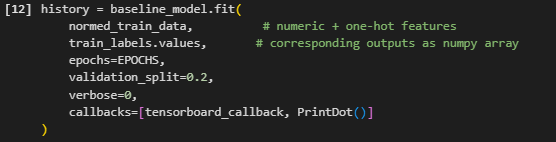 [12] history = baseline_model.fit(
normed_train_data, # numeric + one-hot features
train_labels.values, # corresponding outputs as numpy array
epochs=EPOCHS,
validation_split=0.2,
verbose=0,
callbacks=[tensorboard_callback, PrintDot()]
)